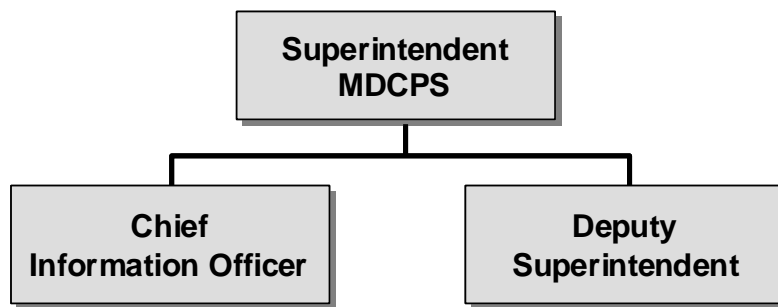 Superintendent
MDCPS
Chief
Information Officer
Deputy
Superintendent